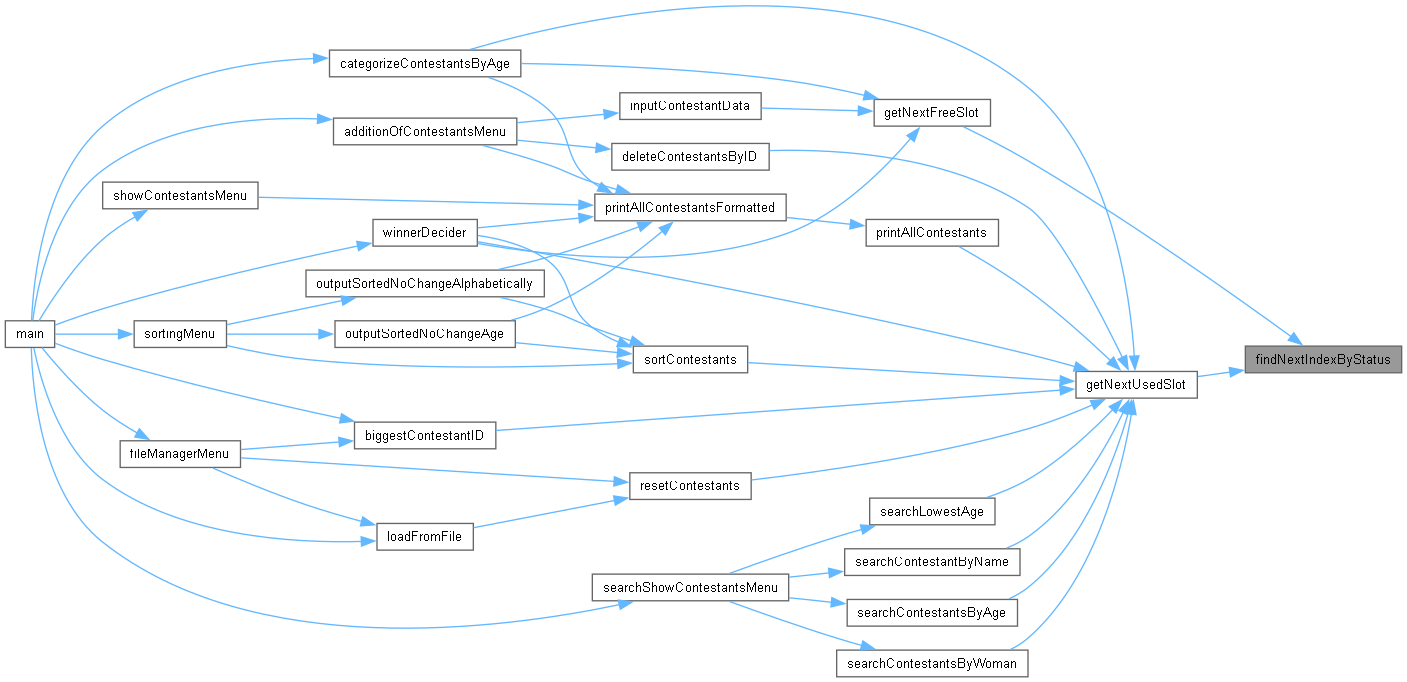 categorizeContestantsByAge
inputContestantData
getNextFreeSlot
additionOfContestantsMenu
deleteContestantsByID
showContestantsMenu
printAllContestantsFormatted
winnerDecider
printAllContestants
outputSortedNoChangeAlphabetically
main
sortingMenu
outputSortedNoChangeAge
sortContestants
findNextIndexByStatus
getNextUsedSlot
biggestContestantID
fileManagerMenu
resetContestants
searchLowestAge
loadFromFile
searchContestantByName
searchShowContestantsMenu
searchContestantsByAge
searchContestantsByWoman